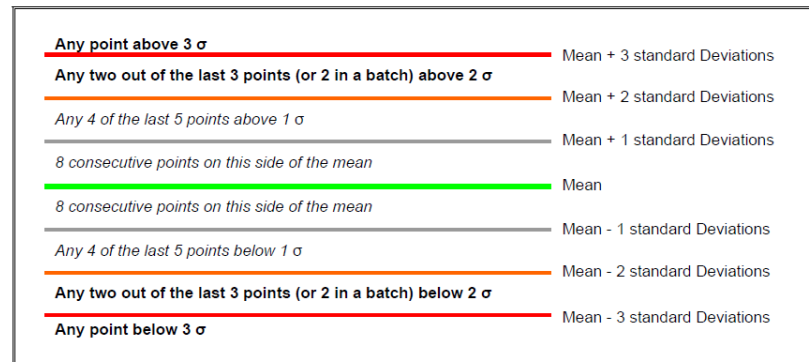 Any point above 3 σ
Mean + 3 standard Deviations
Any two out of the last 3 points (or 2 in a batch) above 2 σ
Mean + 2 standard Deviations
Any 4 of the last 5 points above 1 σ
Mean + 1 standard Deviations
8 consecutive points on this side of the mean
Mean
8 consecutive points on this side of the mean
Mean - 1 standard Deviations
Any 4 of the last 5 points below 1 σ
Mean - 2 standard Deviations
Any two out of the last 3 points (or 2 in a batch) below 2 σ
Mean - 3 standard Deviations
Any point below 3 σ